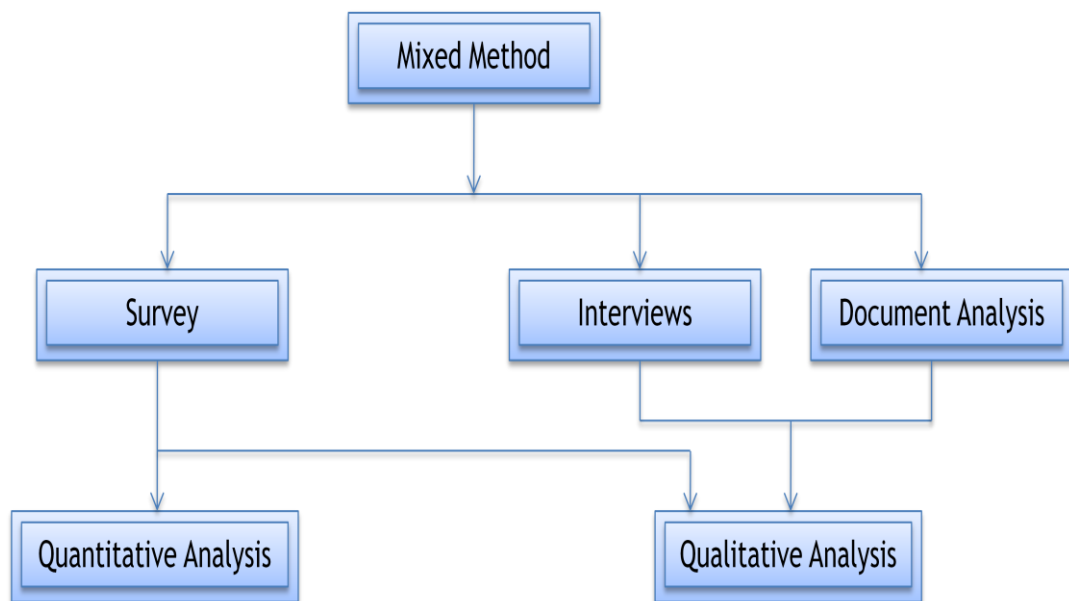 Mixed Method
Survey
Interviews
Document Analysis
Quantitative Analysis
Qualitative Analysis